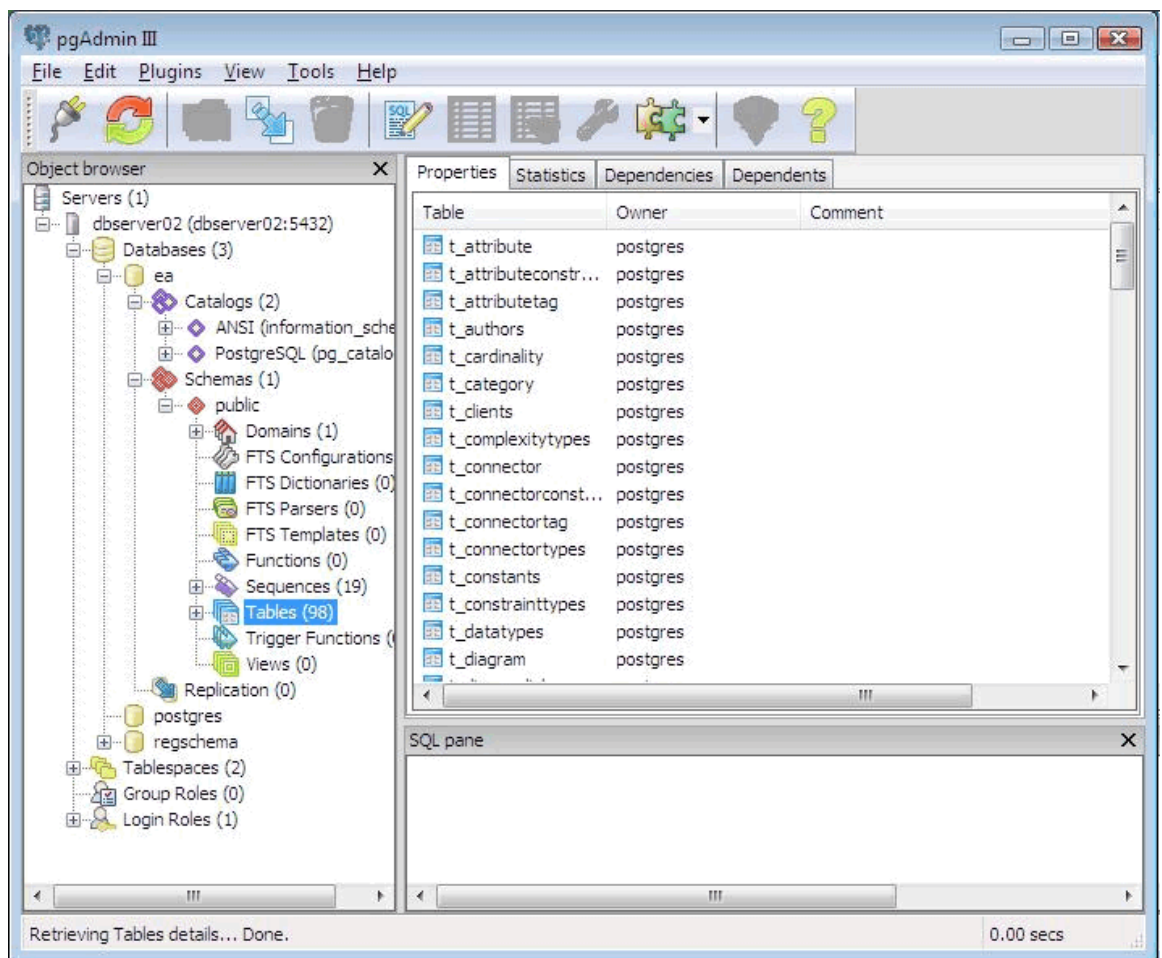 pgAdmin III
File Edit Plugins View Tools Help
SQL
Object browser
Servers (1)
dbserver02 (dbserver02:5432)
Databases (3)
ea
Catalogs (2)
ANSI (information_sche
PostgreSQL (pg_catalo
Schemas (1)
public
Domains (1)
FTS Configurations
FTS Dictionaries (0)
FTS Parsers (0)
FTS Templates (0)
Functions (0)
Sequences (19)
Tables (98)
Trigger Functions (
Views (0)
Replication (0)
postgres
regschema
Tablespaces (2)
Group Roles (0)
Login Roles (1)
Properties Statistics Dependencies Dependents
Table Owner Comment
t_attribute postgres
t_attributeconstr... postgres
t_attributetag postgres
t_authors postgres
t_cardinality postgres
t_category postgres
t_clients postgres
t_complexitytypes postgres
t_connector postgres
t_connectorconst... postgres
t_connectortag postgres
t_connectortypes postgres
t_constants postgres
t_constrainttypes postgres
t_datatypes postgres
t_diagram postgres
SQL pane
Retrieving Tables details... Done. 0.00 secs